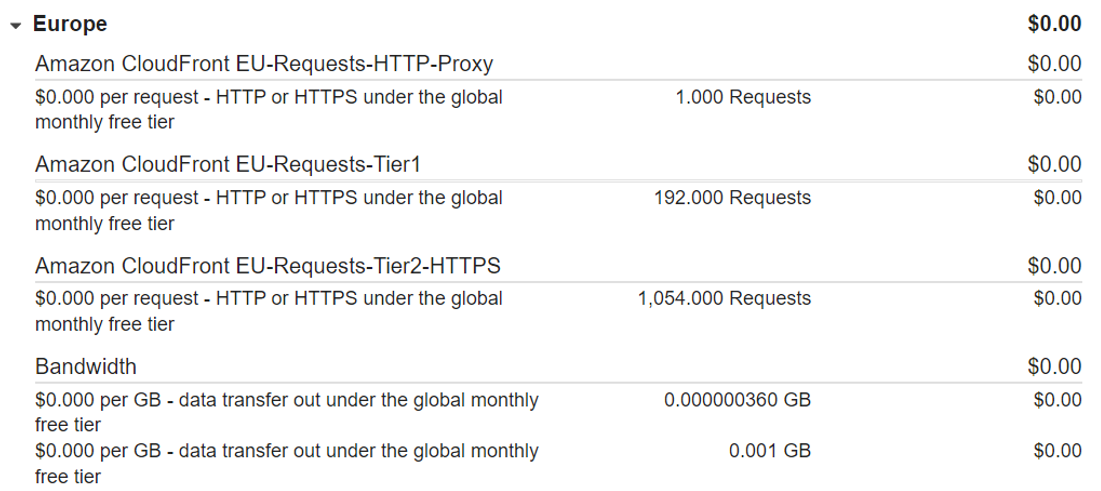 Europe $0.00
Amazon CloudFront EU-Requests-HTTP-Proxy $0.00
$0.000 per request - HTTP or HTTPS under the global 1.000 Requests $0.00
monthly free tier
Amazon CloudFront EU-Requests-Tier1 $0.00
$0.000 per request - HTTP or HTTPS under the global 192.000 Requests $0.00
monthly free tier
Amazon CloudFront EU-Requests-Tier2-HTTPS $0.00
$0.000 per request - HTTP or HTTPS under the global 1,054.000 Requests $0.00
monthly free tier
Bandwidth $0.00
$0.000 per GB - data transfer out under the global monthly 0.000000360 GB $0.00
free tier
$0.000 per GB - data transfer out under the global monthly 0.001 GB $0.00
free tier